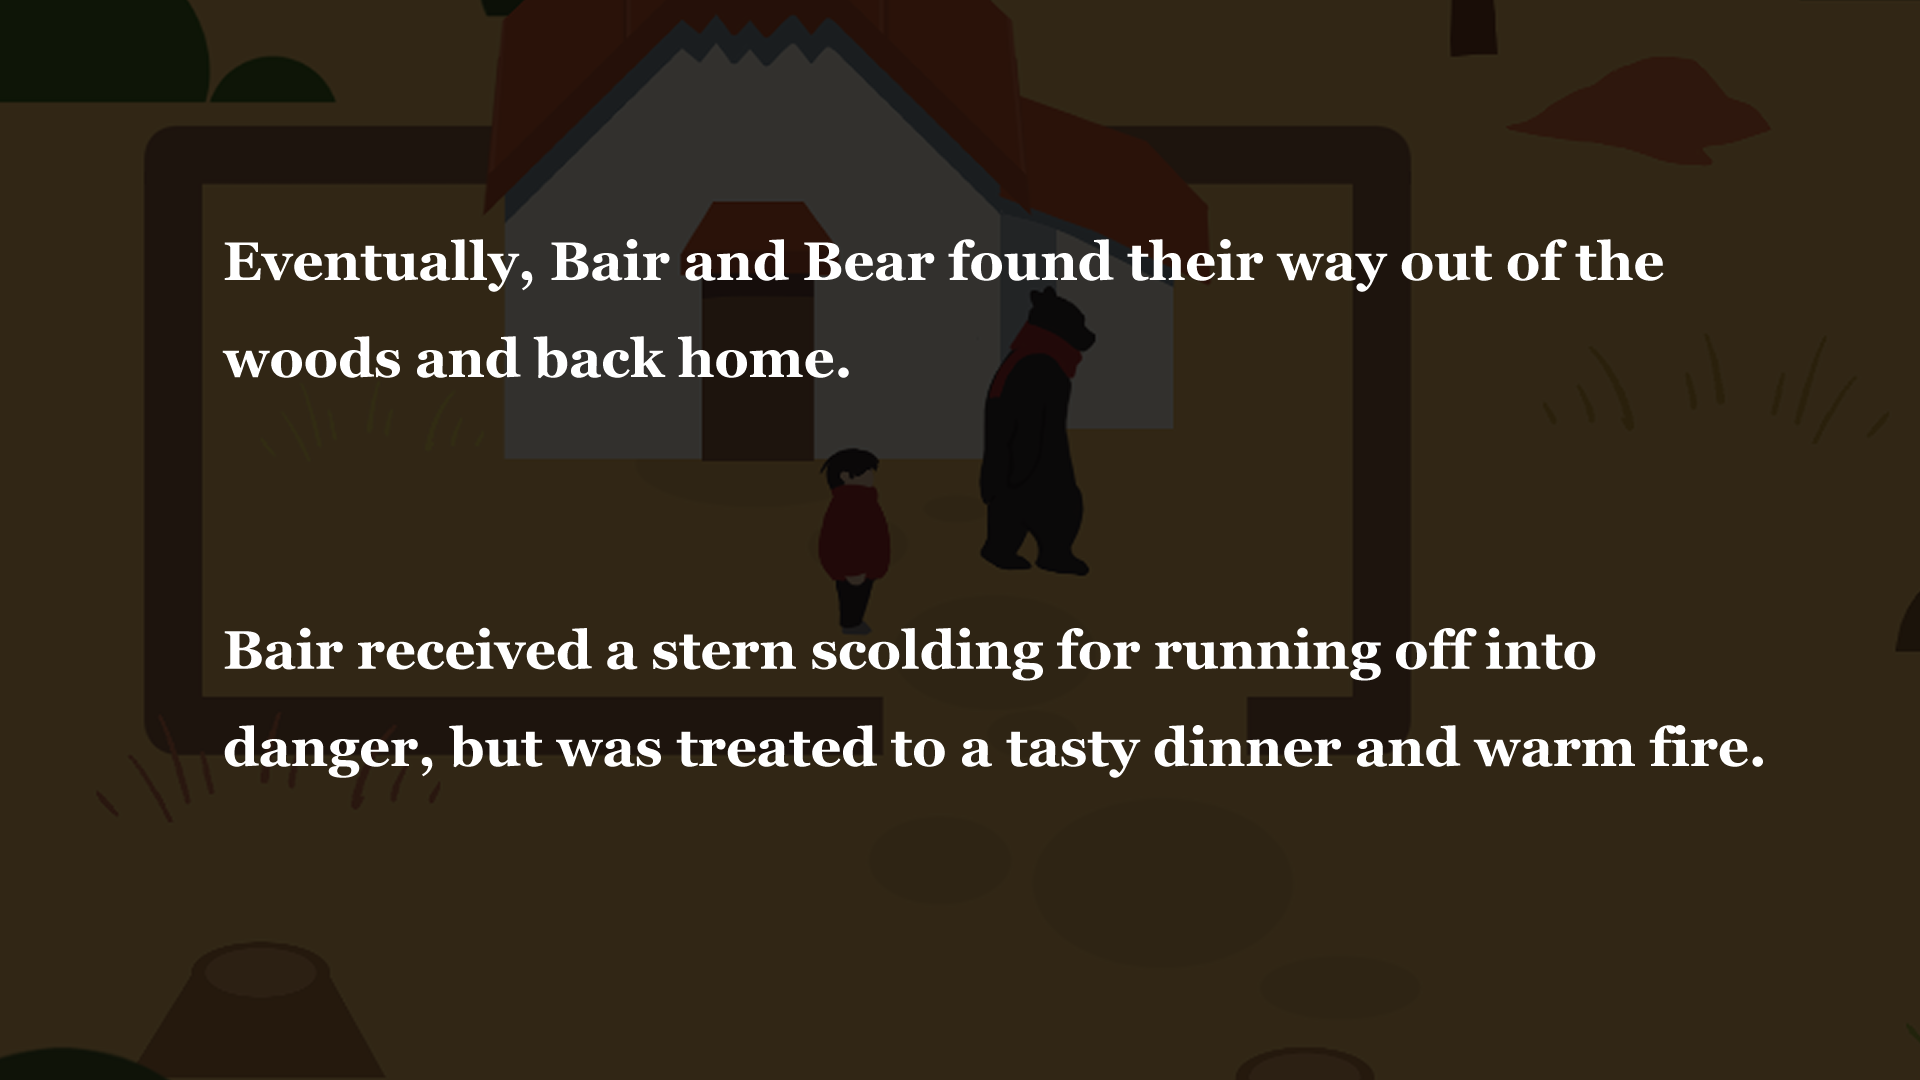 Eventually, Bair and Bear found their way out of the
woods and back home.
Bair received a stern scolding for running off into
danger, but was treated to a tasty dinner and warm fire.